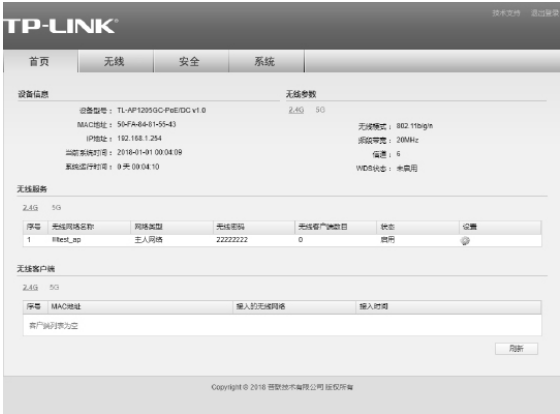 技术支持 退出登录
TP-LINK®
首页 无线 安全 系统
设备信息
设备型号： TL-AP1205GC-PoE/DC v1.0
MAC地址： 50-FA-84-81-55-43
IP地址： 192.168.1.254
当前系统时间： 2018-01-01 00:04:09
系统运行时间： 0 天 00:04:10
无线参数
2.4G 5G
无线模式： 802.11b/g/n
频段带宽： 20MHz
信道： 6
WDS状态： 未启用
无线服务
2.4G 5G
序号 无线网络名称 网络类型 无线密码 无线客户端数目 状态 设置
1 主人网络 22222222 0 启用
无线客户端
2.4G 5G
序号 MAC地址 接入的无线网络 接入时间
客户端列表为空
刷新
Copyright © 2018 普联技术有限公司 版权所有